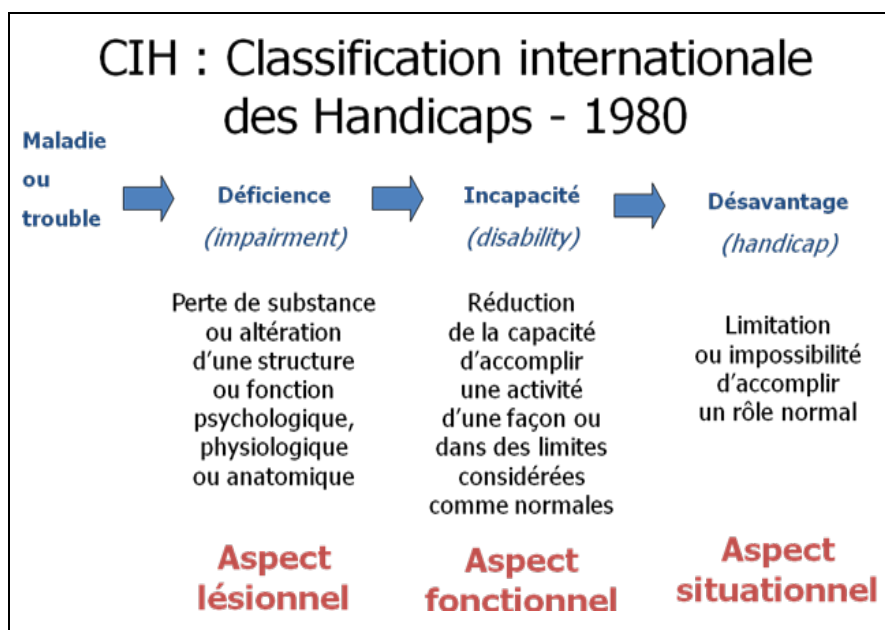 CIH : Classification internationale
des Handicaps - 1980
Maladie
ou
trouble
Déficience
(impairment)
Perte de substance
ou altération
d'une structure
ou fonction
psychologique,
physiologique
ou anatomique
Aspect
lésionnel
Incapacité
(disability)
Réduction
de la capacité
d'accomplir
une activité
d'une façon ou
dans des limites
considérées
comme normales
Aspect
fonctionnel
Désavantage
(handicap)
Limitation
ou impossibilité
d'accomplir
un rôle normal
Aspect
situationnel